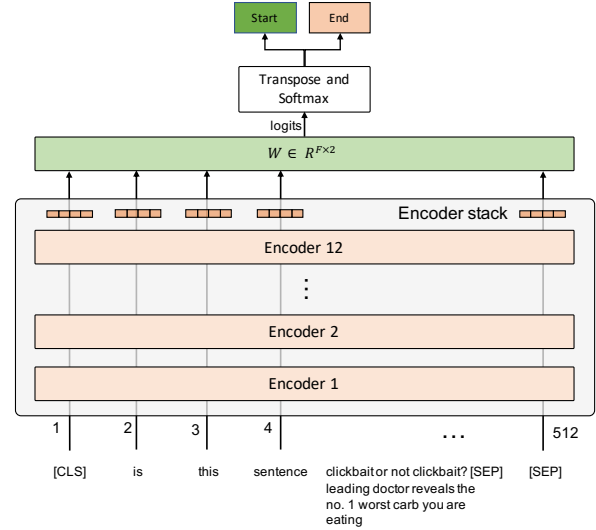 Start
End
Transpose and
Softmax
logits
W ∈ R^{F×2}
Encoder stack
Encoder 12
⋮
Encoder 2
Encoder 1
1
2
3
4
...
512
[CLS]
is
this
sentence
clickbait or not clickbait? [SEP]
leading doctor reveals the
no. 1 worst carb you are
eating
[SEP]